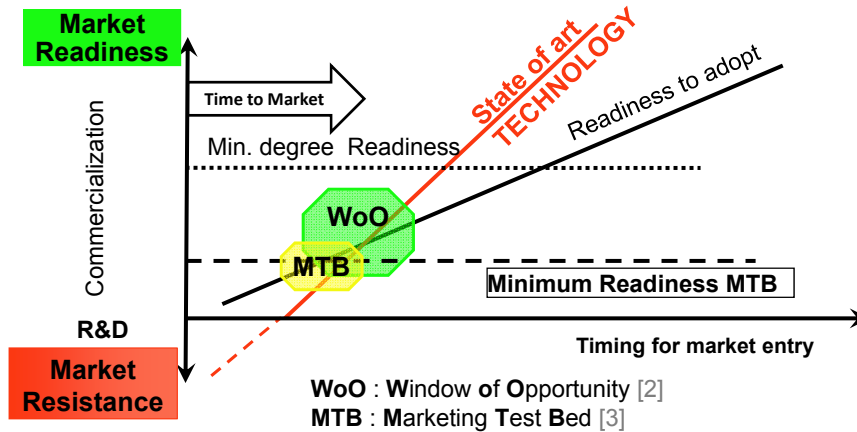 Market
Readiness
Time to Market
State of art
TECHNOLOGY
Readiness to adopt
Min. degree Readiness
Commercialization
WoO
MTB
Minimum Readiness MTB
R&D
Timing for market entry
Market
Resistance
WoO : Window of Opportunity [2]
MTB : Marketing Test Bed [3]